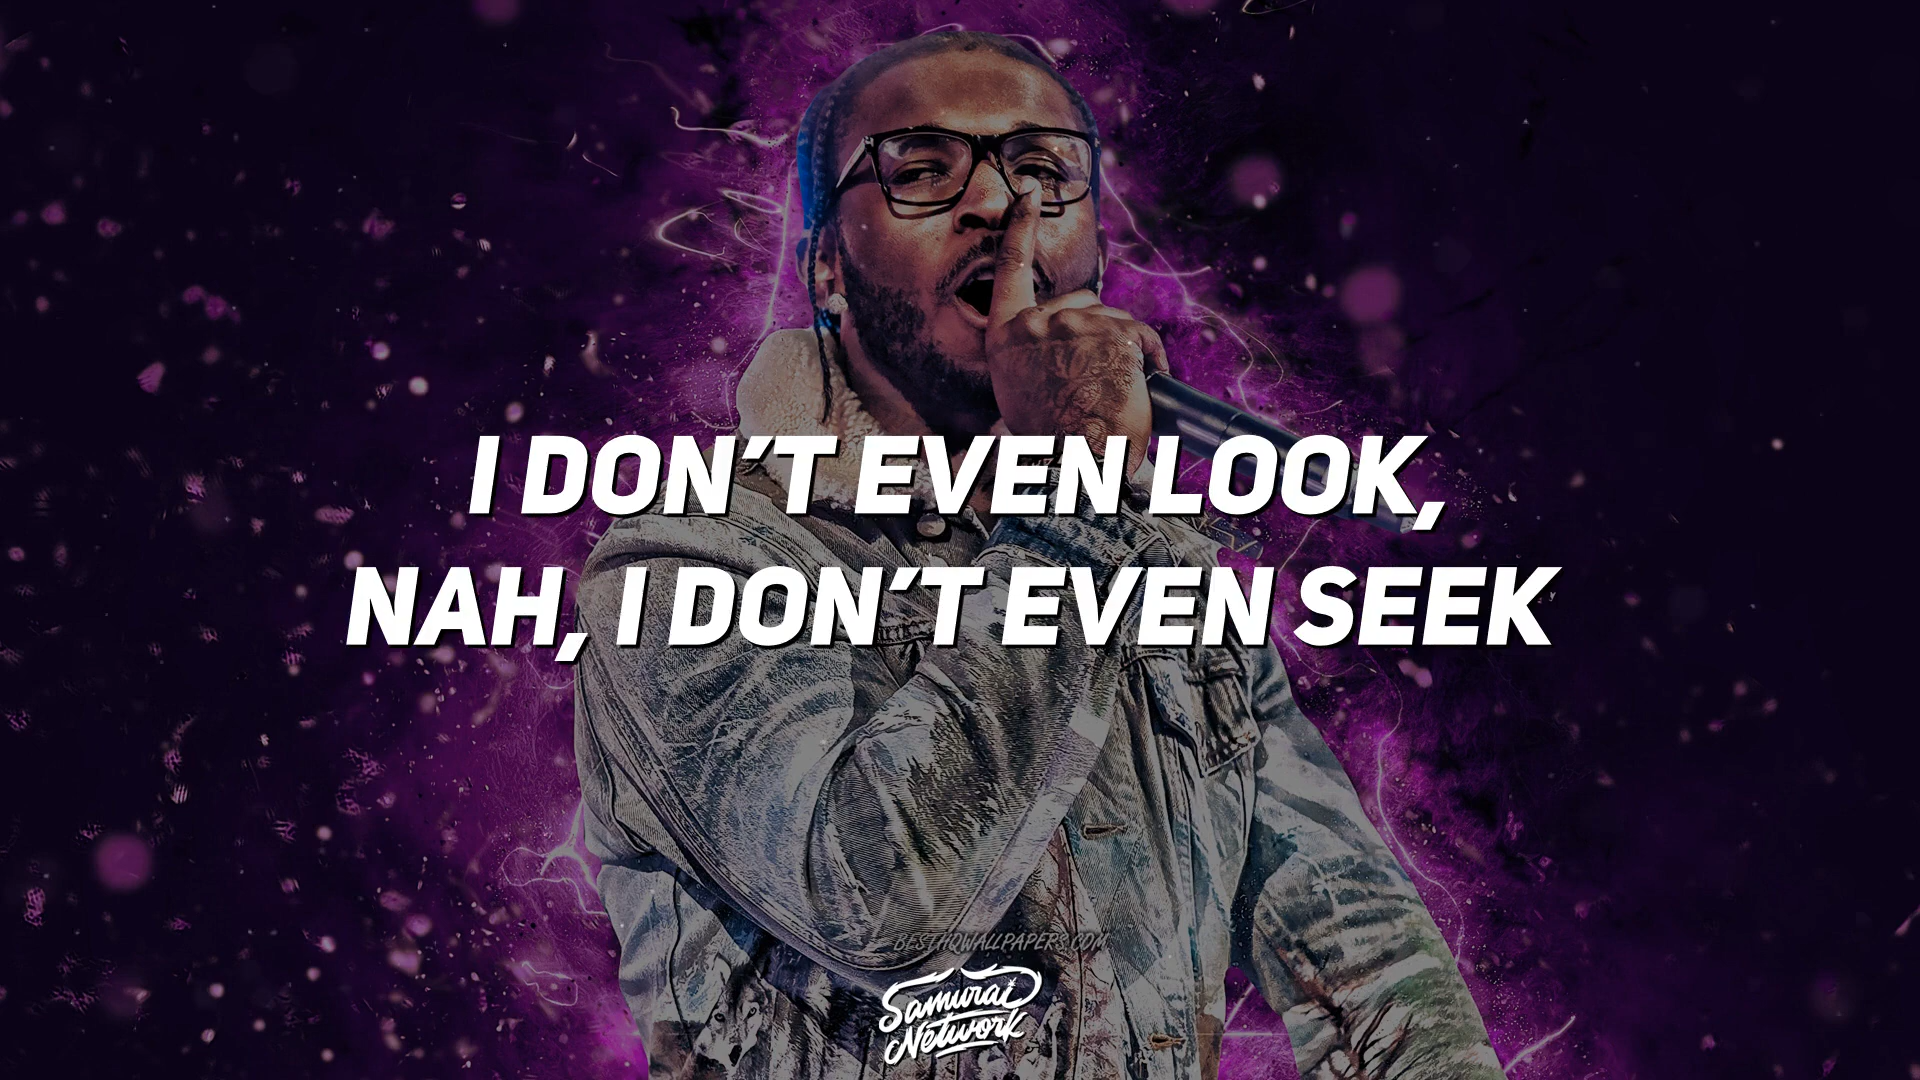 I DON'T EVEN LOOK,
NAH, I DON'T EVEN SEEK
BESTHQWALLPAPERS.COM
Samurai
Network